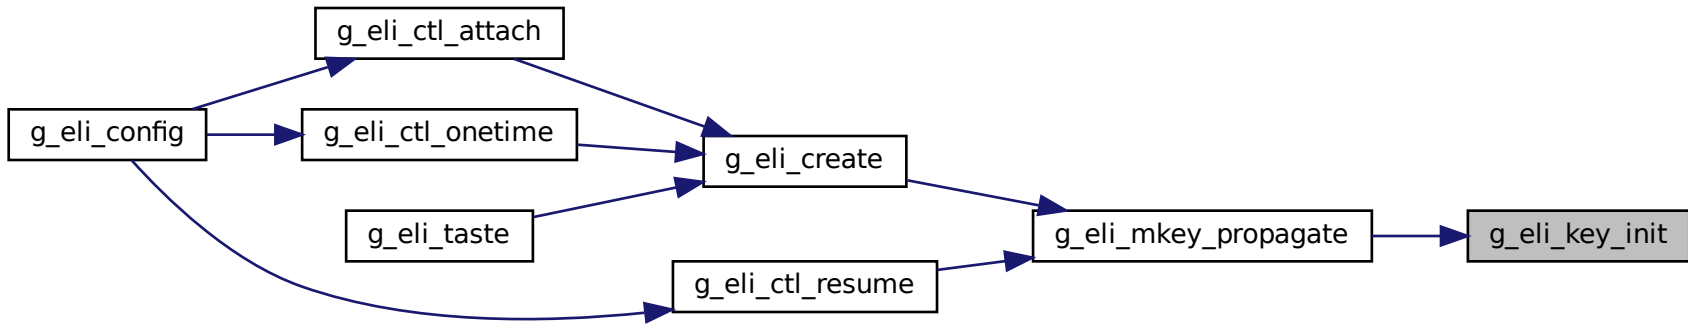 g_eli_ctl_attach
g_eli_config
g_eli_ctl_onetime
g_eli_create
g_eli_taste
g_eli_mkey_propagate
g_eli_key_init
g_eli_ctl_resume